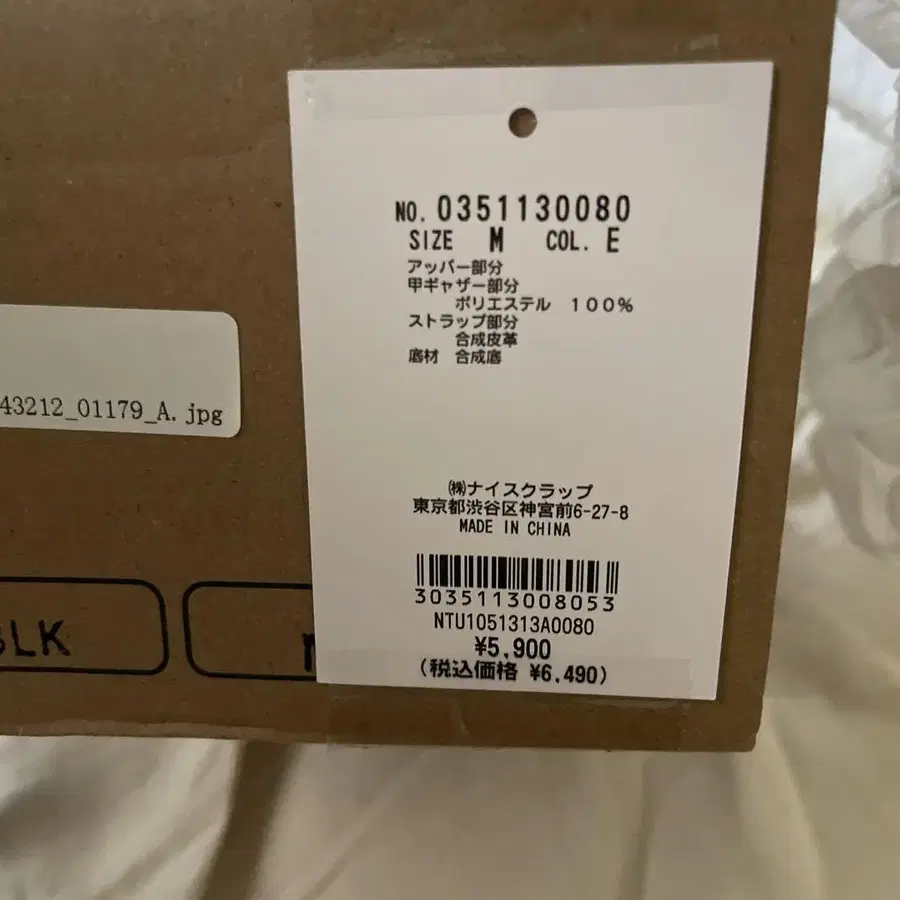 NO. 0351130080
SIZE M COL. E
アッパー部分
甲ギャザー部分
ポリエステル 100%
ストラップ部分
合成皮革
底材 合成底
43212_01179_A.jpg
㈱ナイスクラップ
東京都渋谷区神宮前6-27-8
MADE IN CHINA
3035113008053
NTU1051313A0080
¥5,900
(税込価格 ¥6,490)
BLK